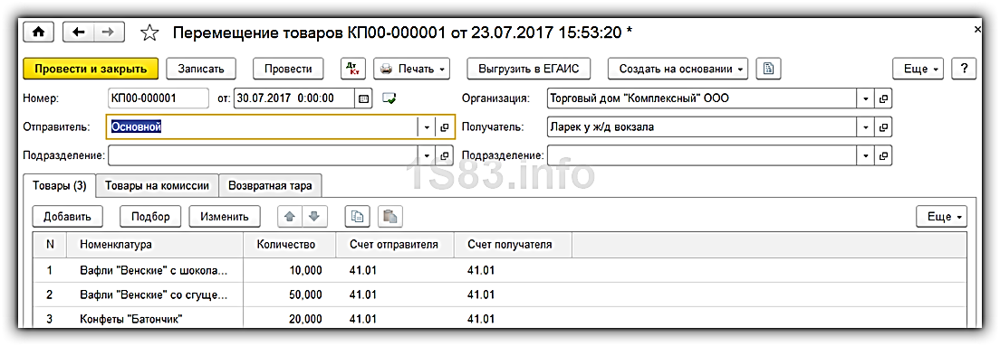 Перемещение товаров КП00-000001 от 23.07.2017 15:53:20 *
Провести и закрыть Записать Провести Дт Кт Печать Выгрузить в ЕГАИС Создать на основании Еще ?
Номер: КП00-000001 от: 30.07.2017 0:00:00 Организация: Торговый дом "Комплексный" ООО
Отправитель: Основной Получатель: Ларек у ж/д вокзала
Подразделение: Подразделение:
1S83.info
Товары (3) Товары на комиссии Возвратная тара
Добавить Подбор Изменить Еще
N Номенклатура Количество Счет отправителя Счет получателя
1 Вафли "Венские" с шокола... 10,000 41.01 41.01
2 Вафли "Венские" со сгуще... 50,000 41.01 41.01
3 Конфеты "Батончик" 20,000 41.01 41.01